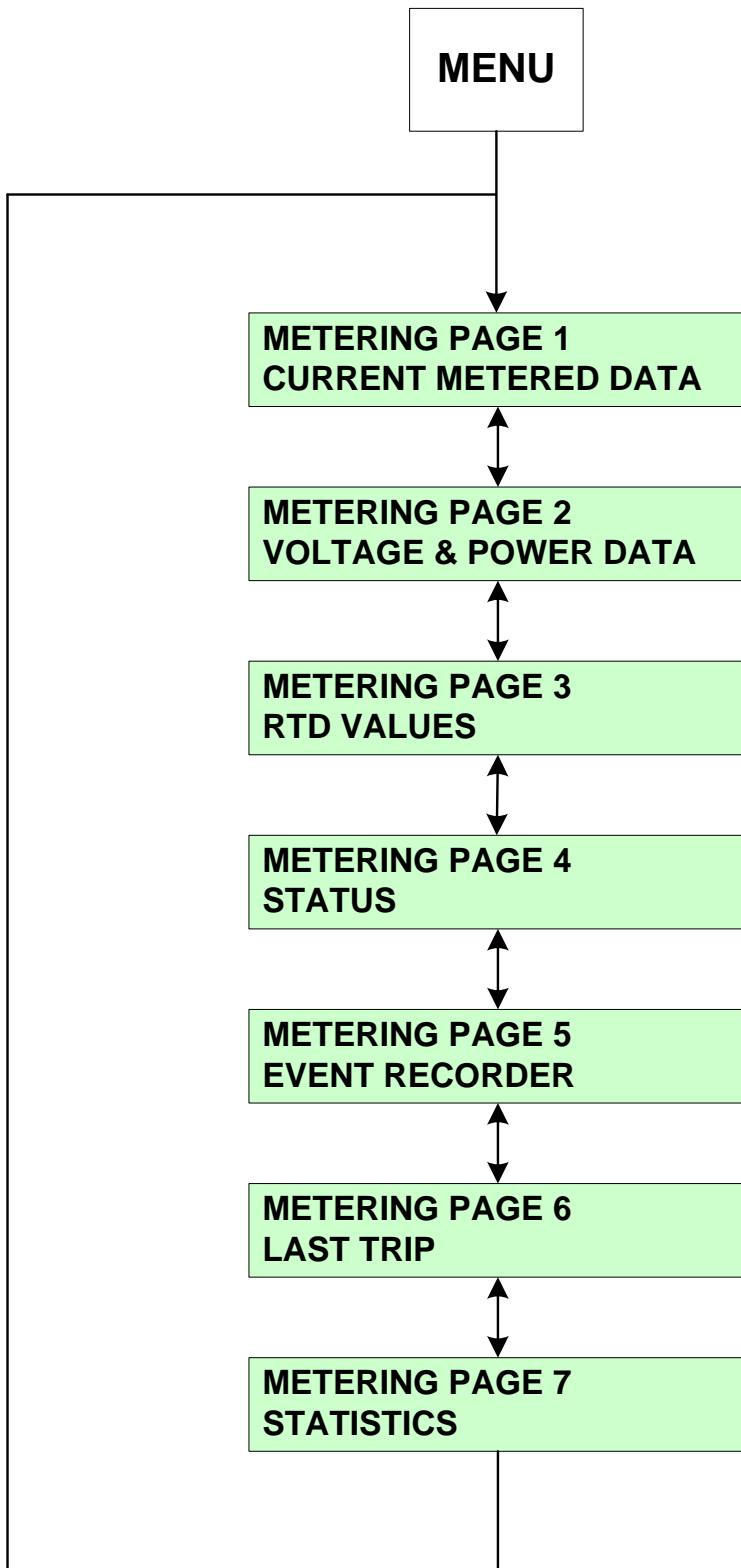 MENU
METERING PAGE 1
CURRENT METERED DATA
METERING PAGE 2
VOLTAGE & POWER DATA
METERING PAGE 3
RTD VALUES
METERING PAGE 4
STATUS
METERING PAGE 5
EVENT RECORDER
METERING PAGE 6
LAST TRIP
METERING PAGE 7
STATISTICS